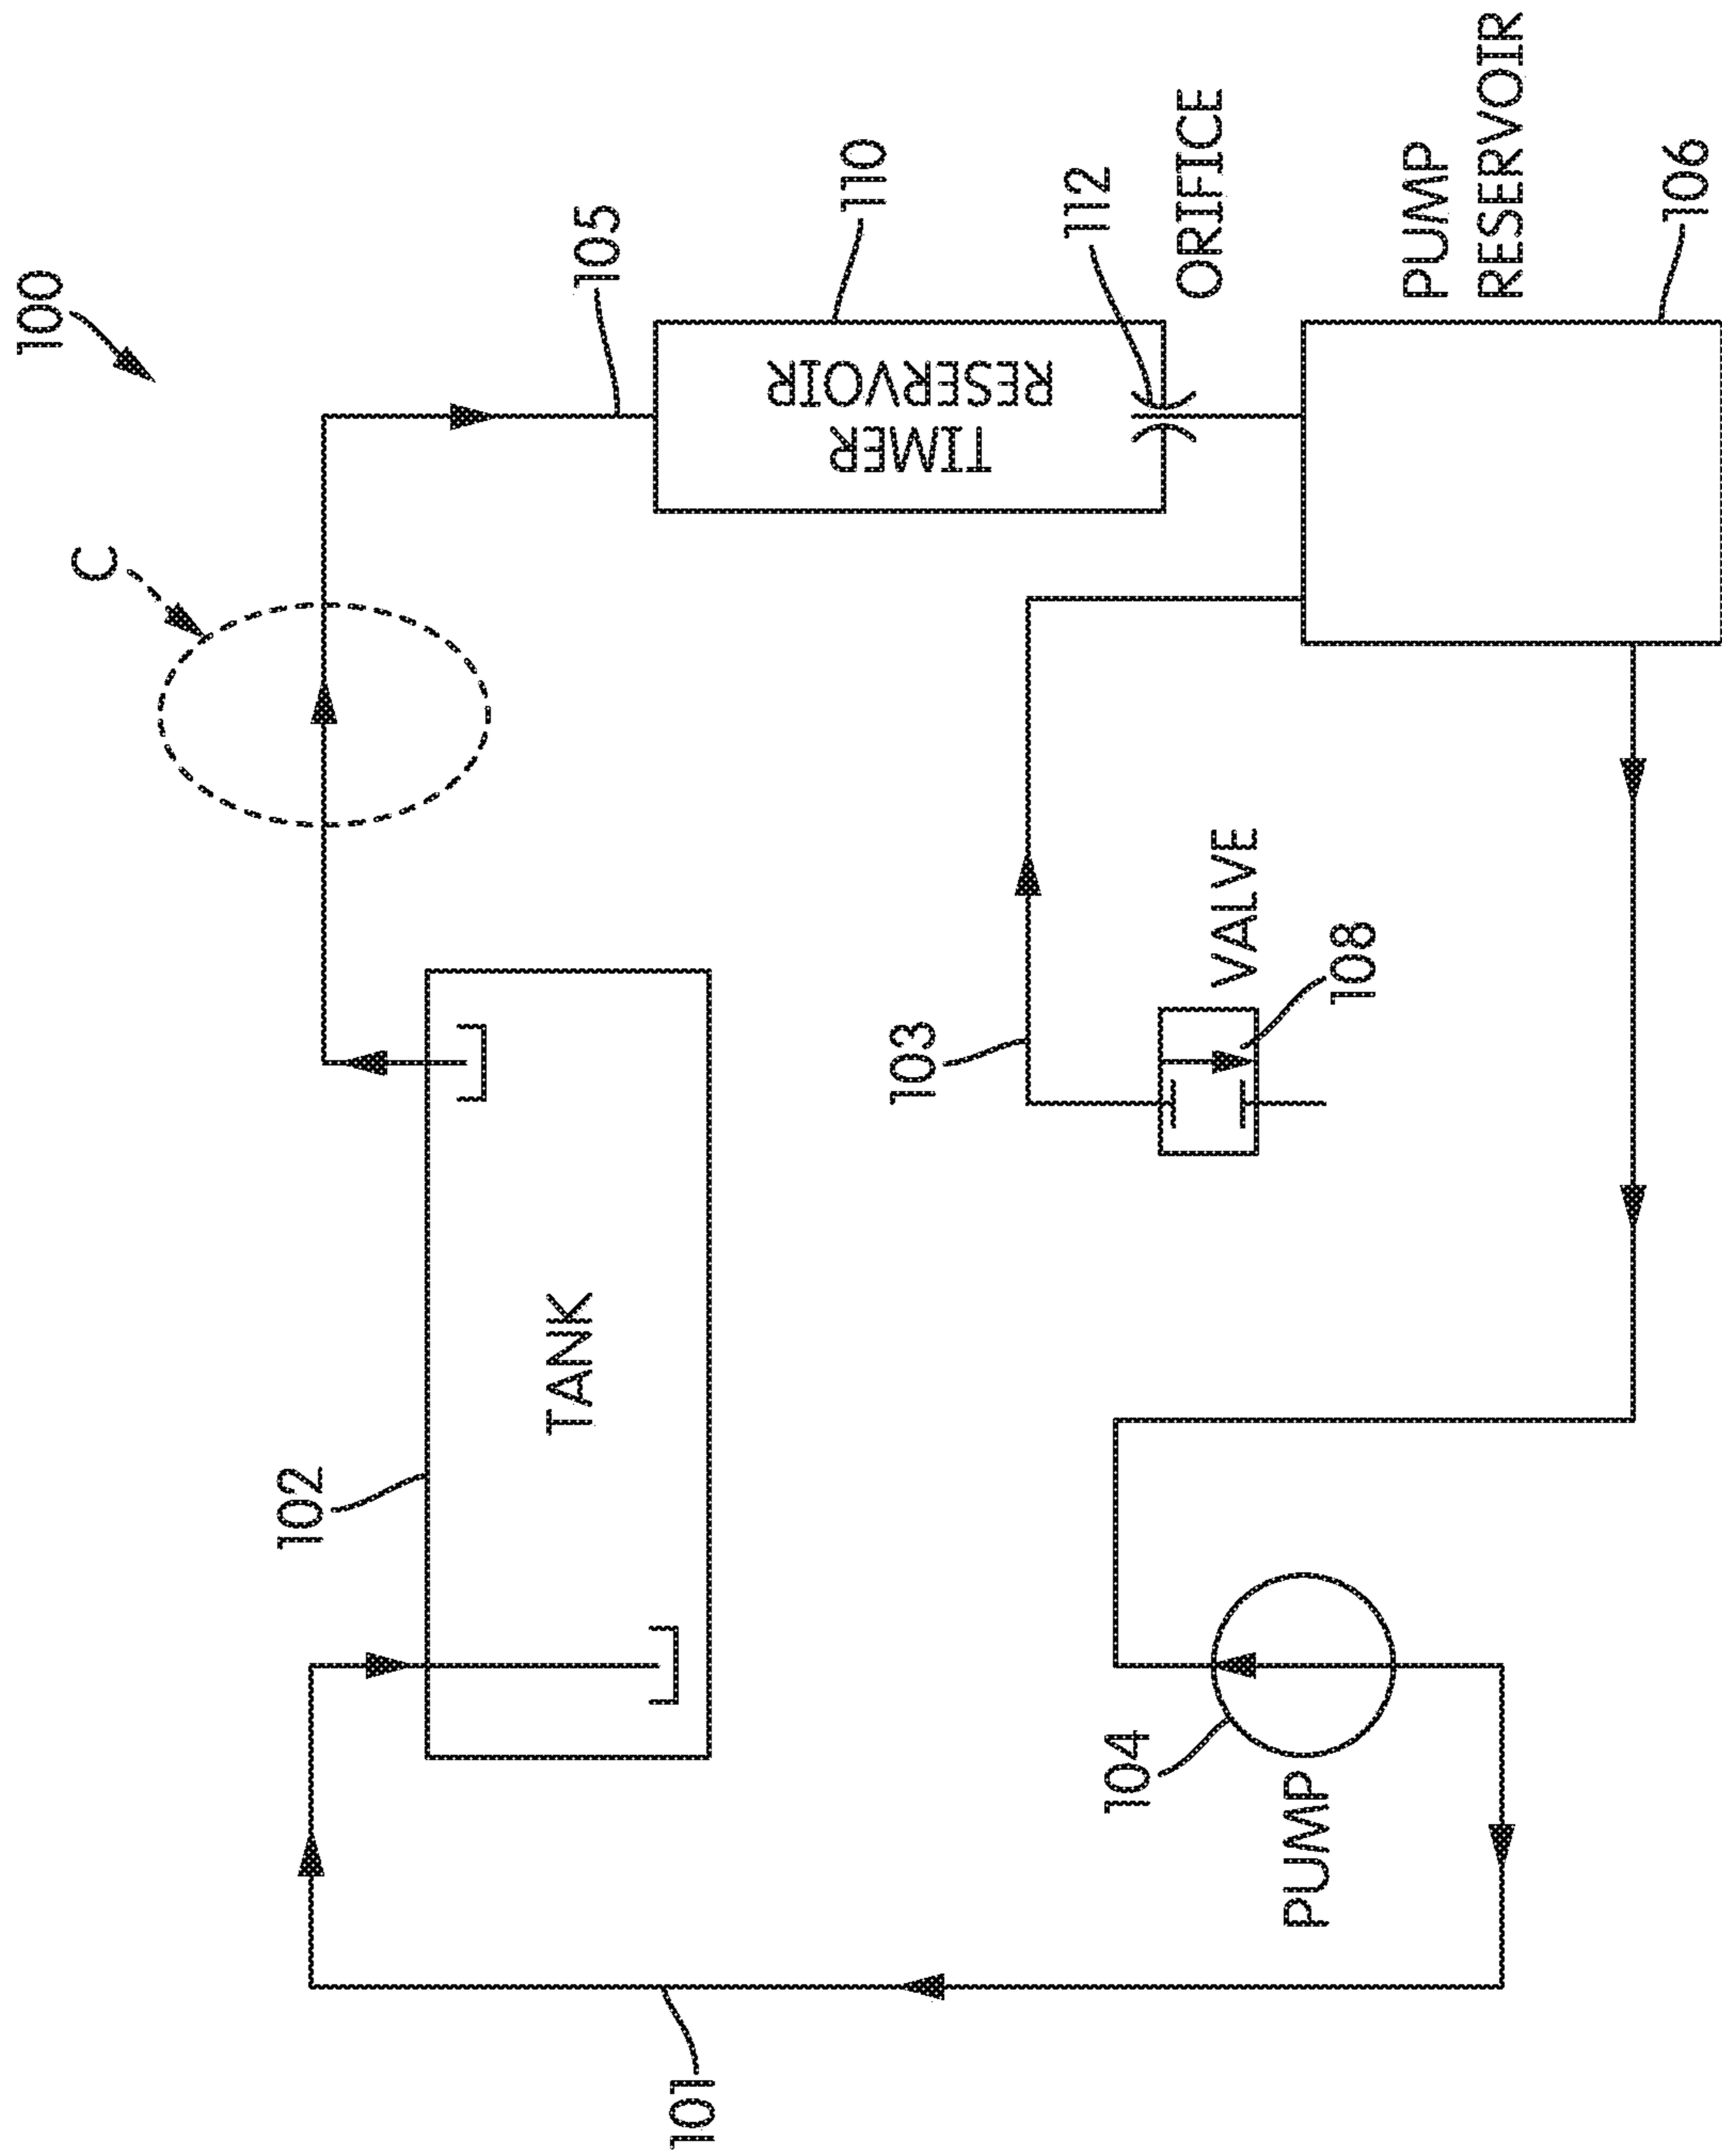 100
C
105
110
TIMER
RESERVOIR
112
ORIFICE
PUMP
RESERVOIR
106
102
TANK
103
VALVE
108
104
PUMP
101